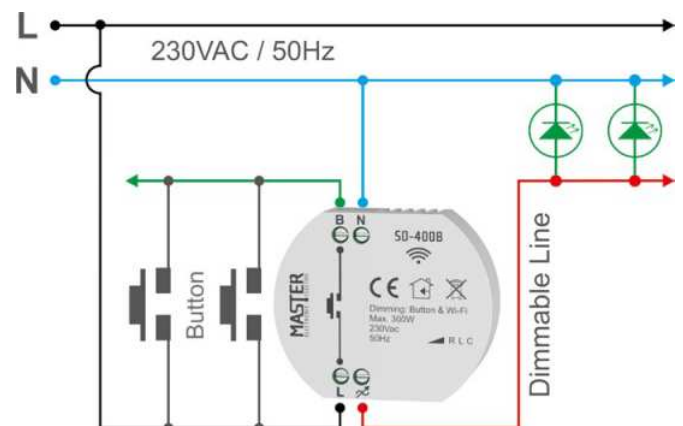 L
230VAC / 50Hz
N
B N
SD-400B
MASTER
CE
Dimming: Button & Wi-Fi
Max. 300W
230Vac
50Hz
R L C
L
Button
Dimmable Line